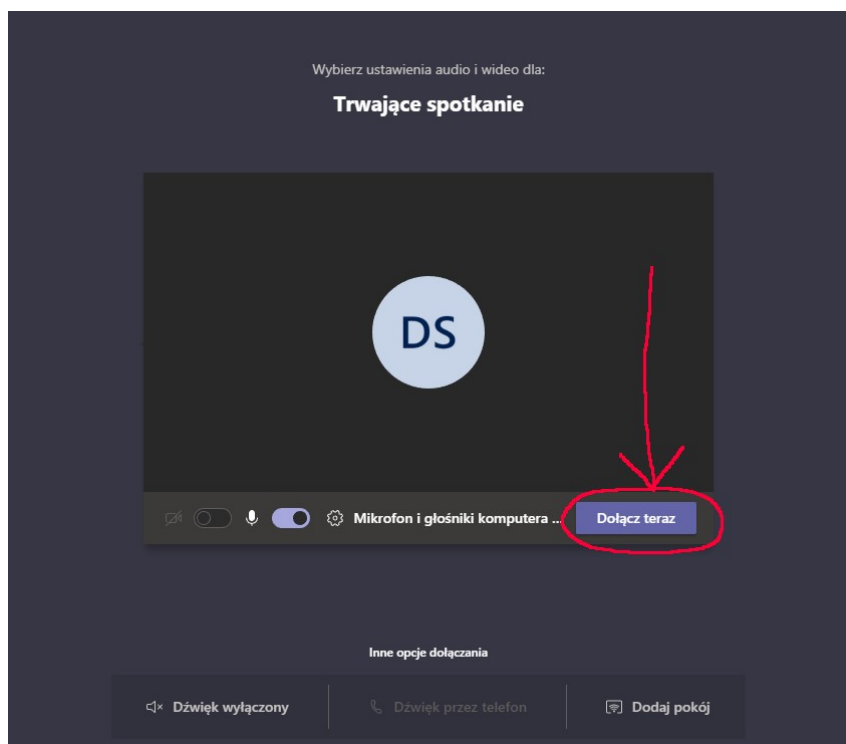 Wybierz ustawienia audio i wideo dla:
Trwające spotkanie
DS
Mikrofon i głośniki komputera ...
Dołącz teraz
Inne opcje dołączania
Dźwięk wyłączony
Dźwięk przez telefon
Dodaj pokój